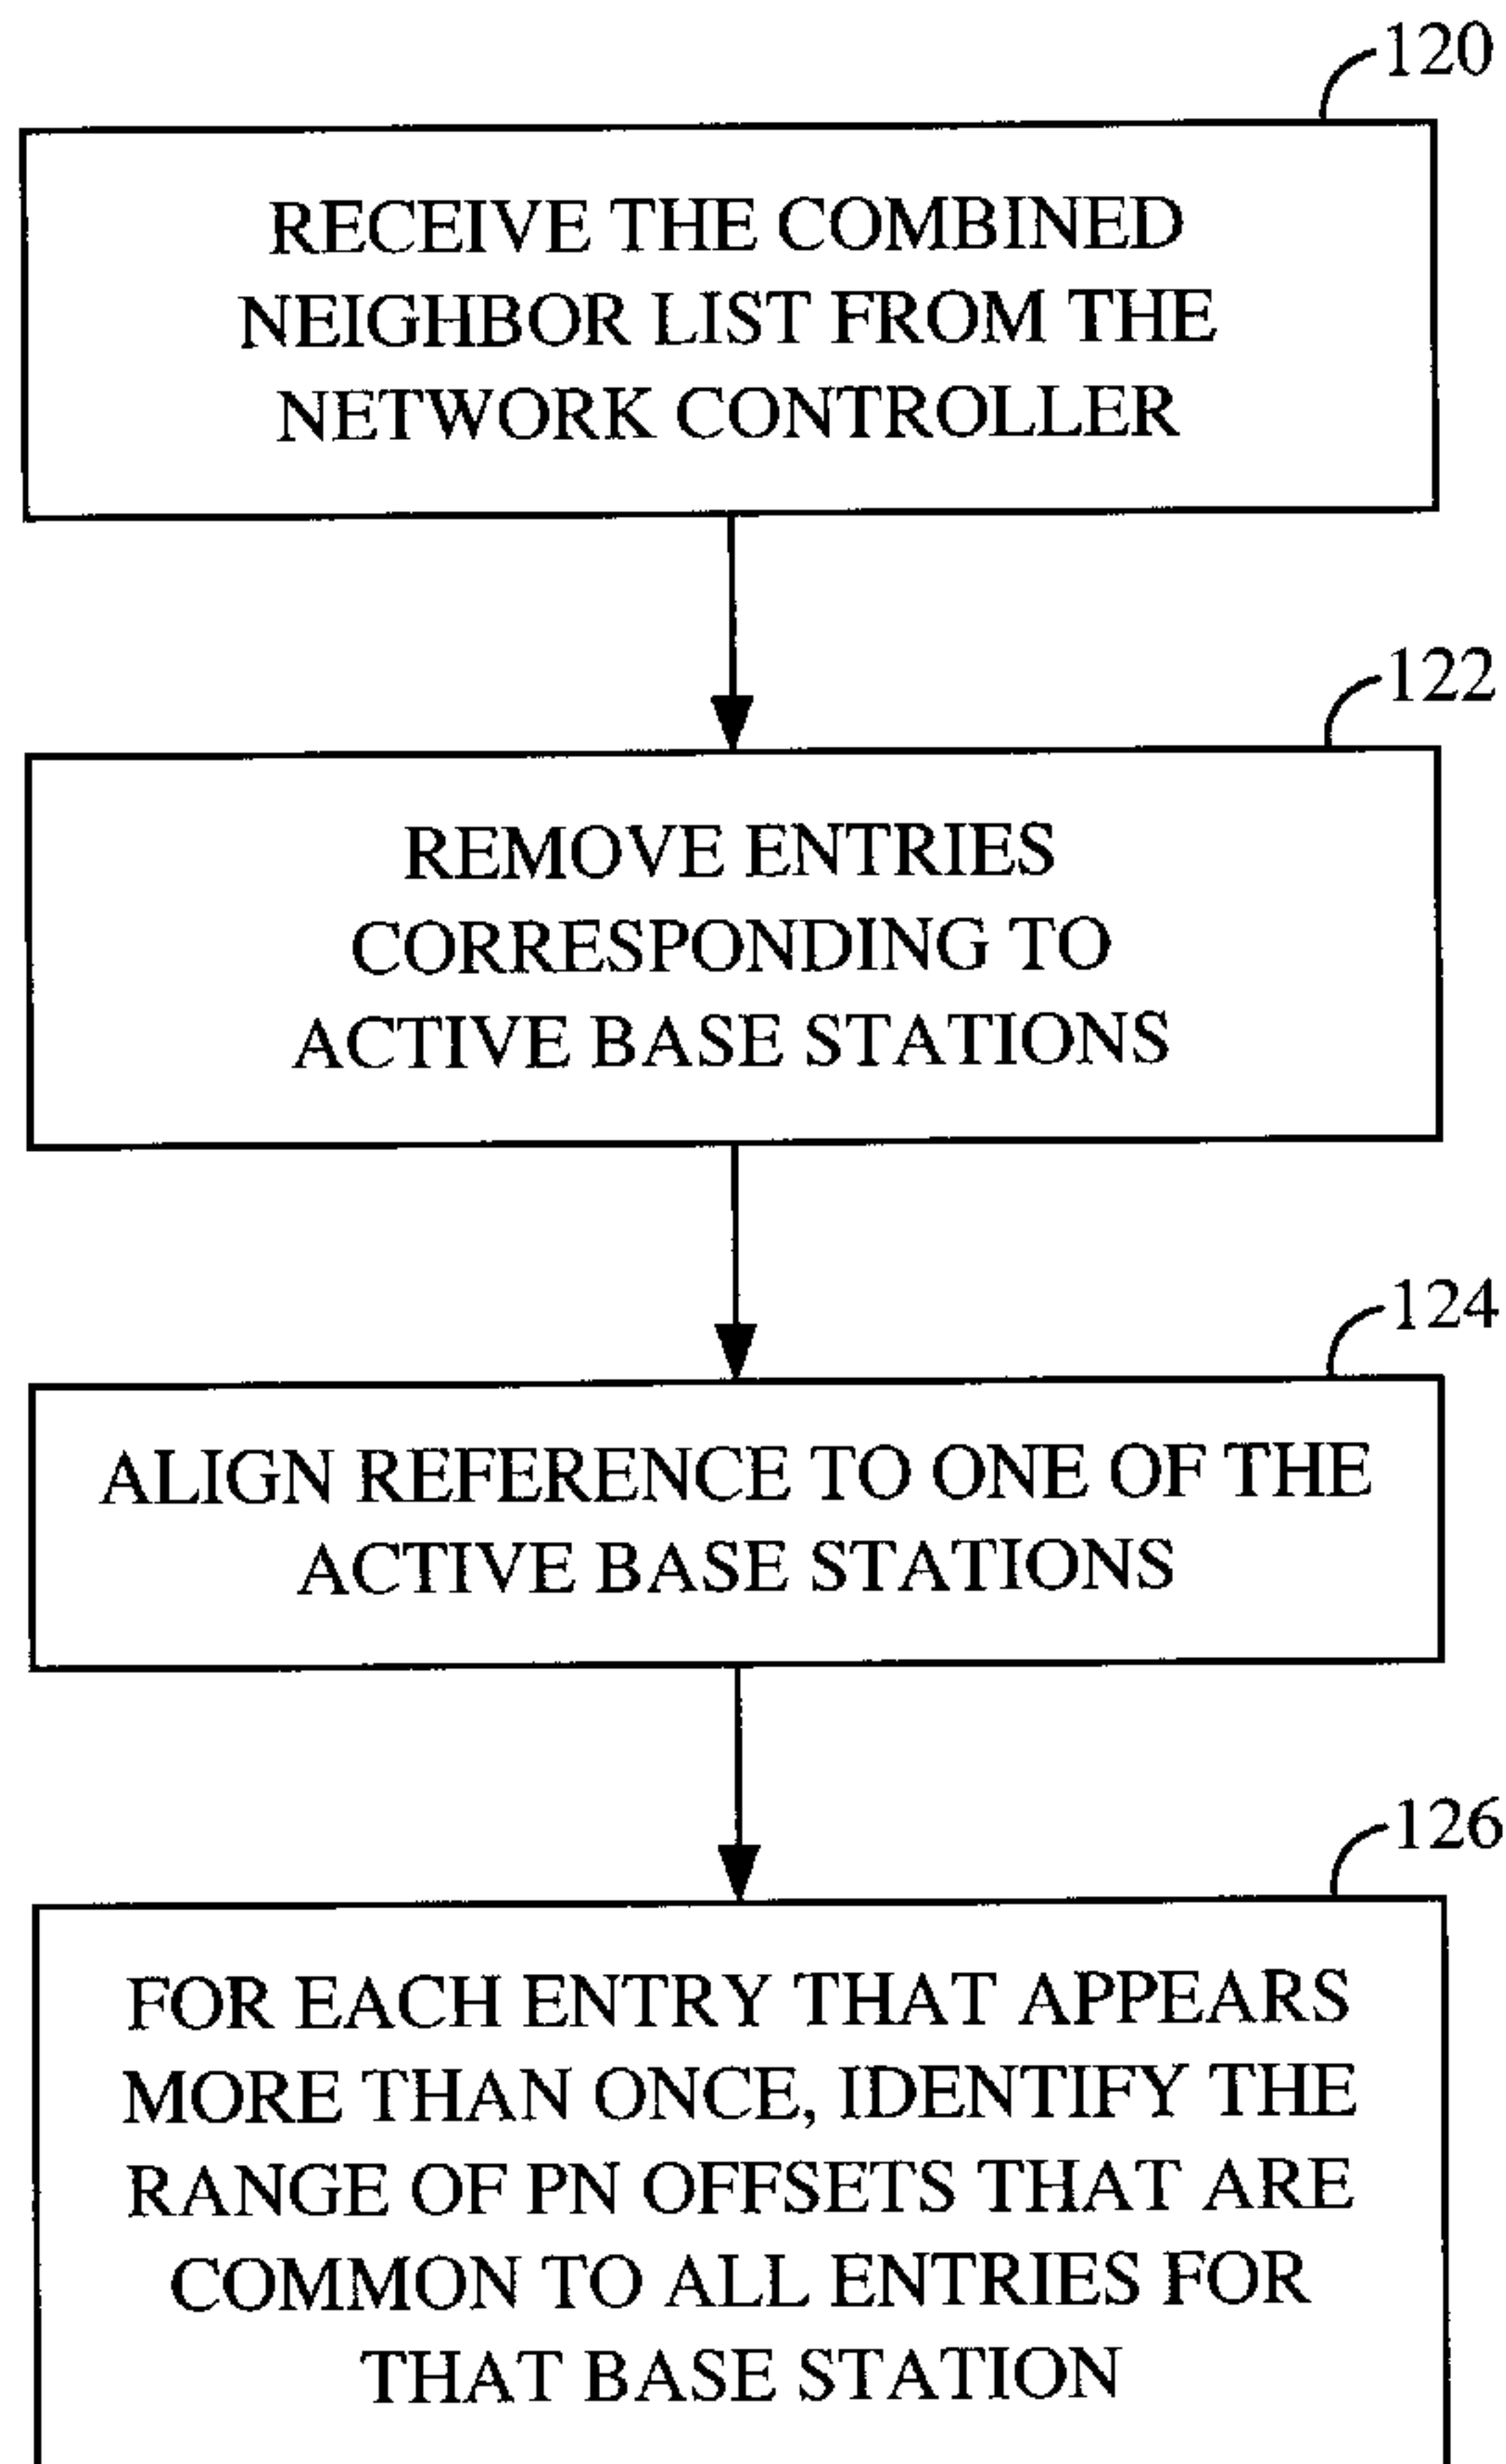 120
RECEIVE THE COMBINED
NEIGHBOR LIST FROM THE
NETWORK CONTROLLER
122
REMOVE ENTRIES
CORRESPONDING TO
ACTIVE BASE STATIONS
124
ALIGN REFERENCE TO ONE OF THE
ACTIVE BASE STATIONS
126
FOR EACH ENTRY THAT APPEARS
MORE THAN ONCE, IDENTIFY THE
RANGE OF PN OFFSETS THAT ARE
COMMON TO ALL ENTRIES FOR
THAT BASE STATION